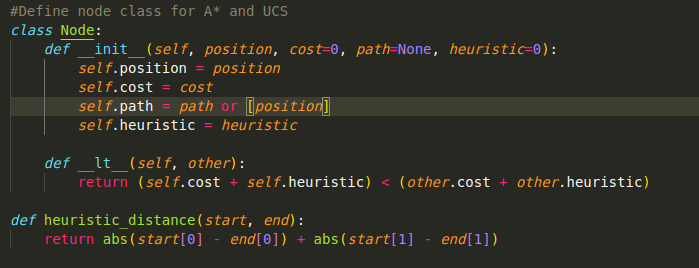 #Define node class for A* and UCS
class Node:
    def __init__(self, position, cost=0, path=None, heuristic=0):
        self.position = position
        self.cost = cost
        self.path = path or [position]
        self.heuristic = heuristic

    def __lt__(self, other):
        return (self.cost + self.heuristic) < (other.cost + other.heuristic)

def heuristic_distance(start, end):
    return abs(start[0] - end[0]) + abs(start[1] - end[1])